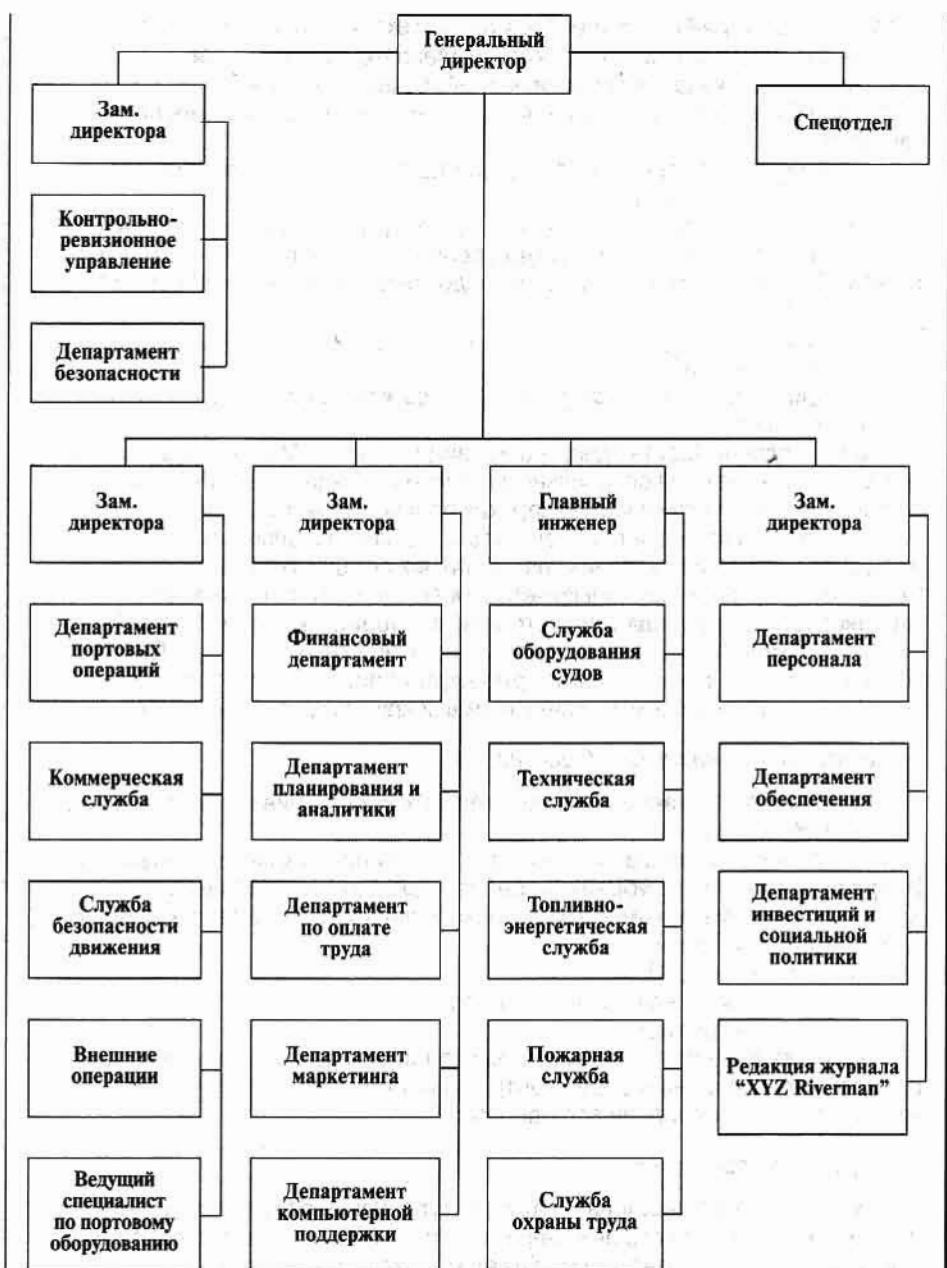 Генеральный
директор
Зам.
директора
Спецотдел
Контрольно-
ревизионное
управление
Департамент
безопасности
Зам.
директора
Департамент
портовых
операций
Коммерческая
служба
Служба
безопасности
движения
Внешние
операции
Ведущий
специалист
по портовому
оборудованию
Зам.
директора
Финансовый
департамент
Департамент
планирования и
аналитики
Департамент
по оплате
труда
Департамент
маркетинга
Департамент
компьютерной
поддержки
Главный
инженер
Служба
оборудования
судов
Техническая
служба
Топливно-
энергетическая
служба
Пожарная
служба
Служба
охраны труда
Зам.
директора
Департамент
персонала
Департамент
обеспечения
Департамент
инвестиций и
социальной
политики
Редакция журнала
“XYZ Riverman”